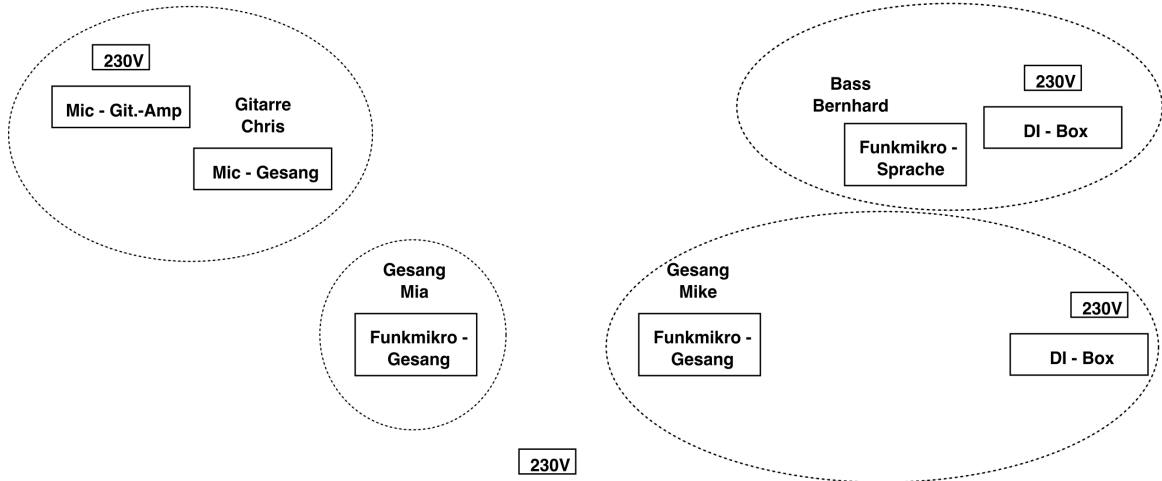 230V
Mic - Git.-Amp
Gitarre
Chris
Mic - Gesang
Bass
Bernhard
230V
DI - Box
Funkmikro -
Sprache
Gesang
Mia
Funkmikro -
Gesang
Gesang
Mike
Funkmikro -
Gesang
230V
DI - Box
230V